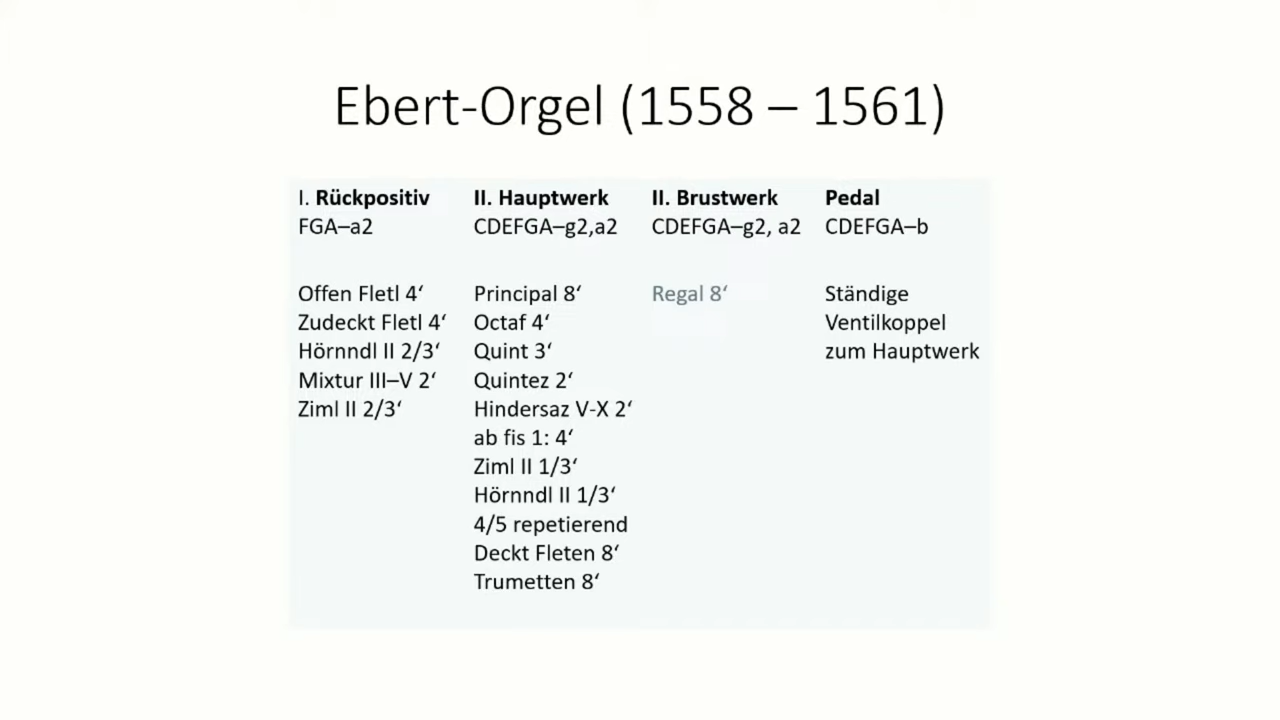 Ebert-Orgel (1558 – 1561)
I. Rückpositiv
FGA–a2
Offen Fletl 4‘
Zudeckt Fletl 4‘
Hörnndl II 2/3‘
Mixtur III–V 2‘
Ziml II 2/3‘
II. Hauptwerk
CDEFGA–g2,a2
Principal 8‘
Octaf 4‘
Quint 3‘
Quintez 2‘
Hindersaz V-X 2‘
ab fis 1: 4‘
Ziml II 1/3‘
Hörnndl II 1/3‘
4/5 repetierend
Deckt Fleten 8‘
Trumetten 8‘
II. Brustwerk
CDEFGA–g2, a2
Regal 8‘
Pedal
CDEFGA–b
Ständige
Ventilkoppel
zum Hauptwerk